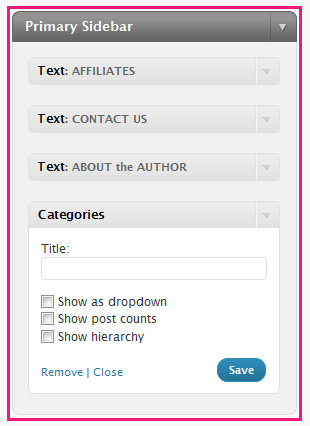 Primary Sidebar
Text: AFFILIATES
Text: CONTACT US
Text: ABOUT the AUTHOR
Categories
Title:
Show as dropdown
Show post counts
Show hierarchy
Remove | Close Save